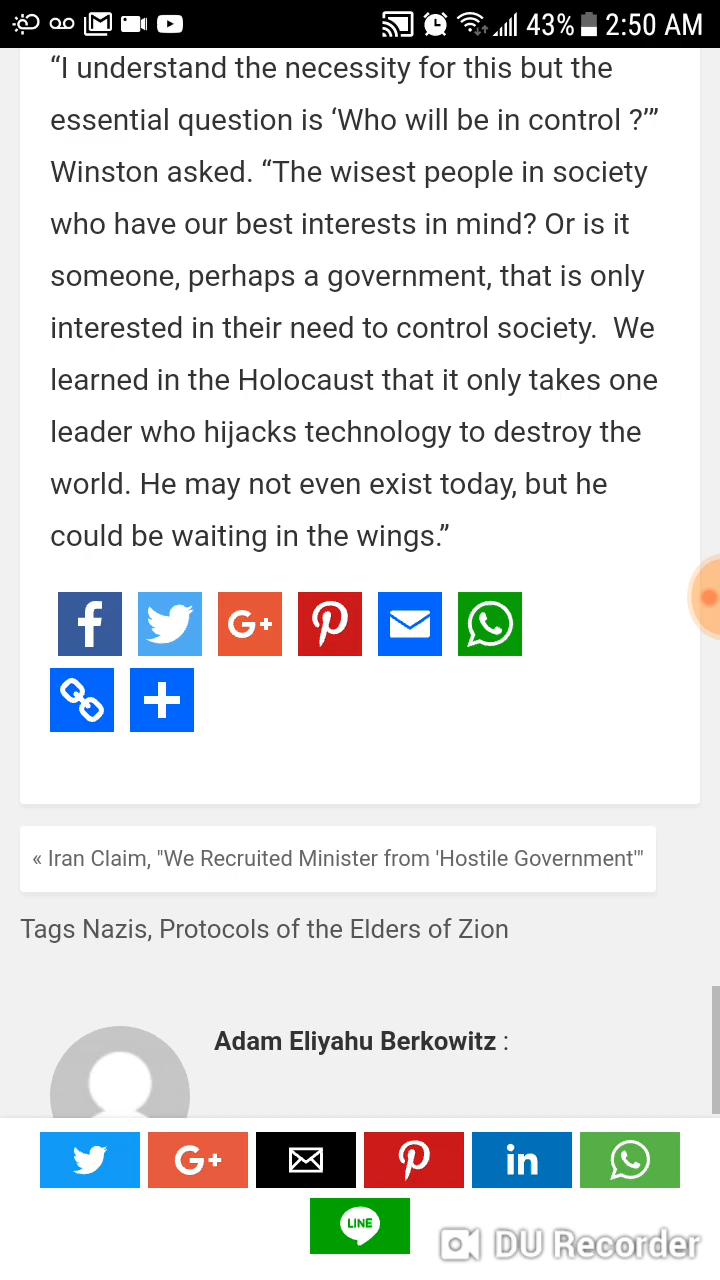 43% 2:50 AM
“I understand the necessity for this but the
essential question is ‘Who will be in control ?’”
Winston asked. “The wisest people in society
who have our best interests in mind? Or is it
someone, perhaps a government, that is only
interested in their need to control society.  We
learned in the Holocaust that it only takes one
leader who hijacks technology to destroy the
world. He may not even exist today, but he
could be waiting in the wings.”
G+
« Iran Claim, "We Recruited Minister from 'Hostile Government'"
Tags Nazis, Protocols of the Elders of Zion
Adam Eliyahu Berkowitz :
G+ in
LINE
DU Recorder